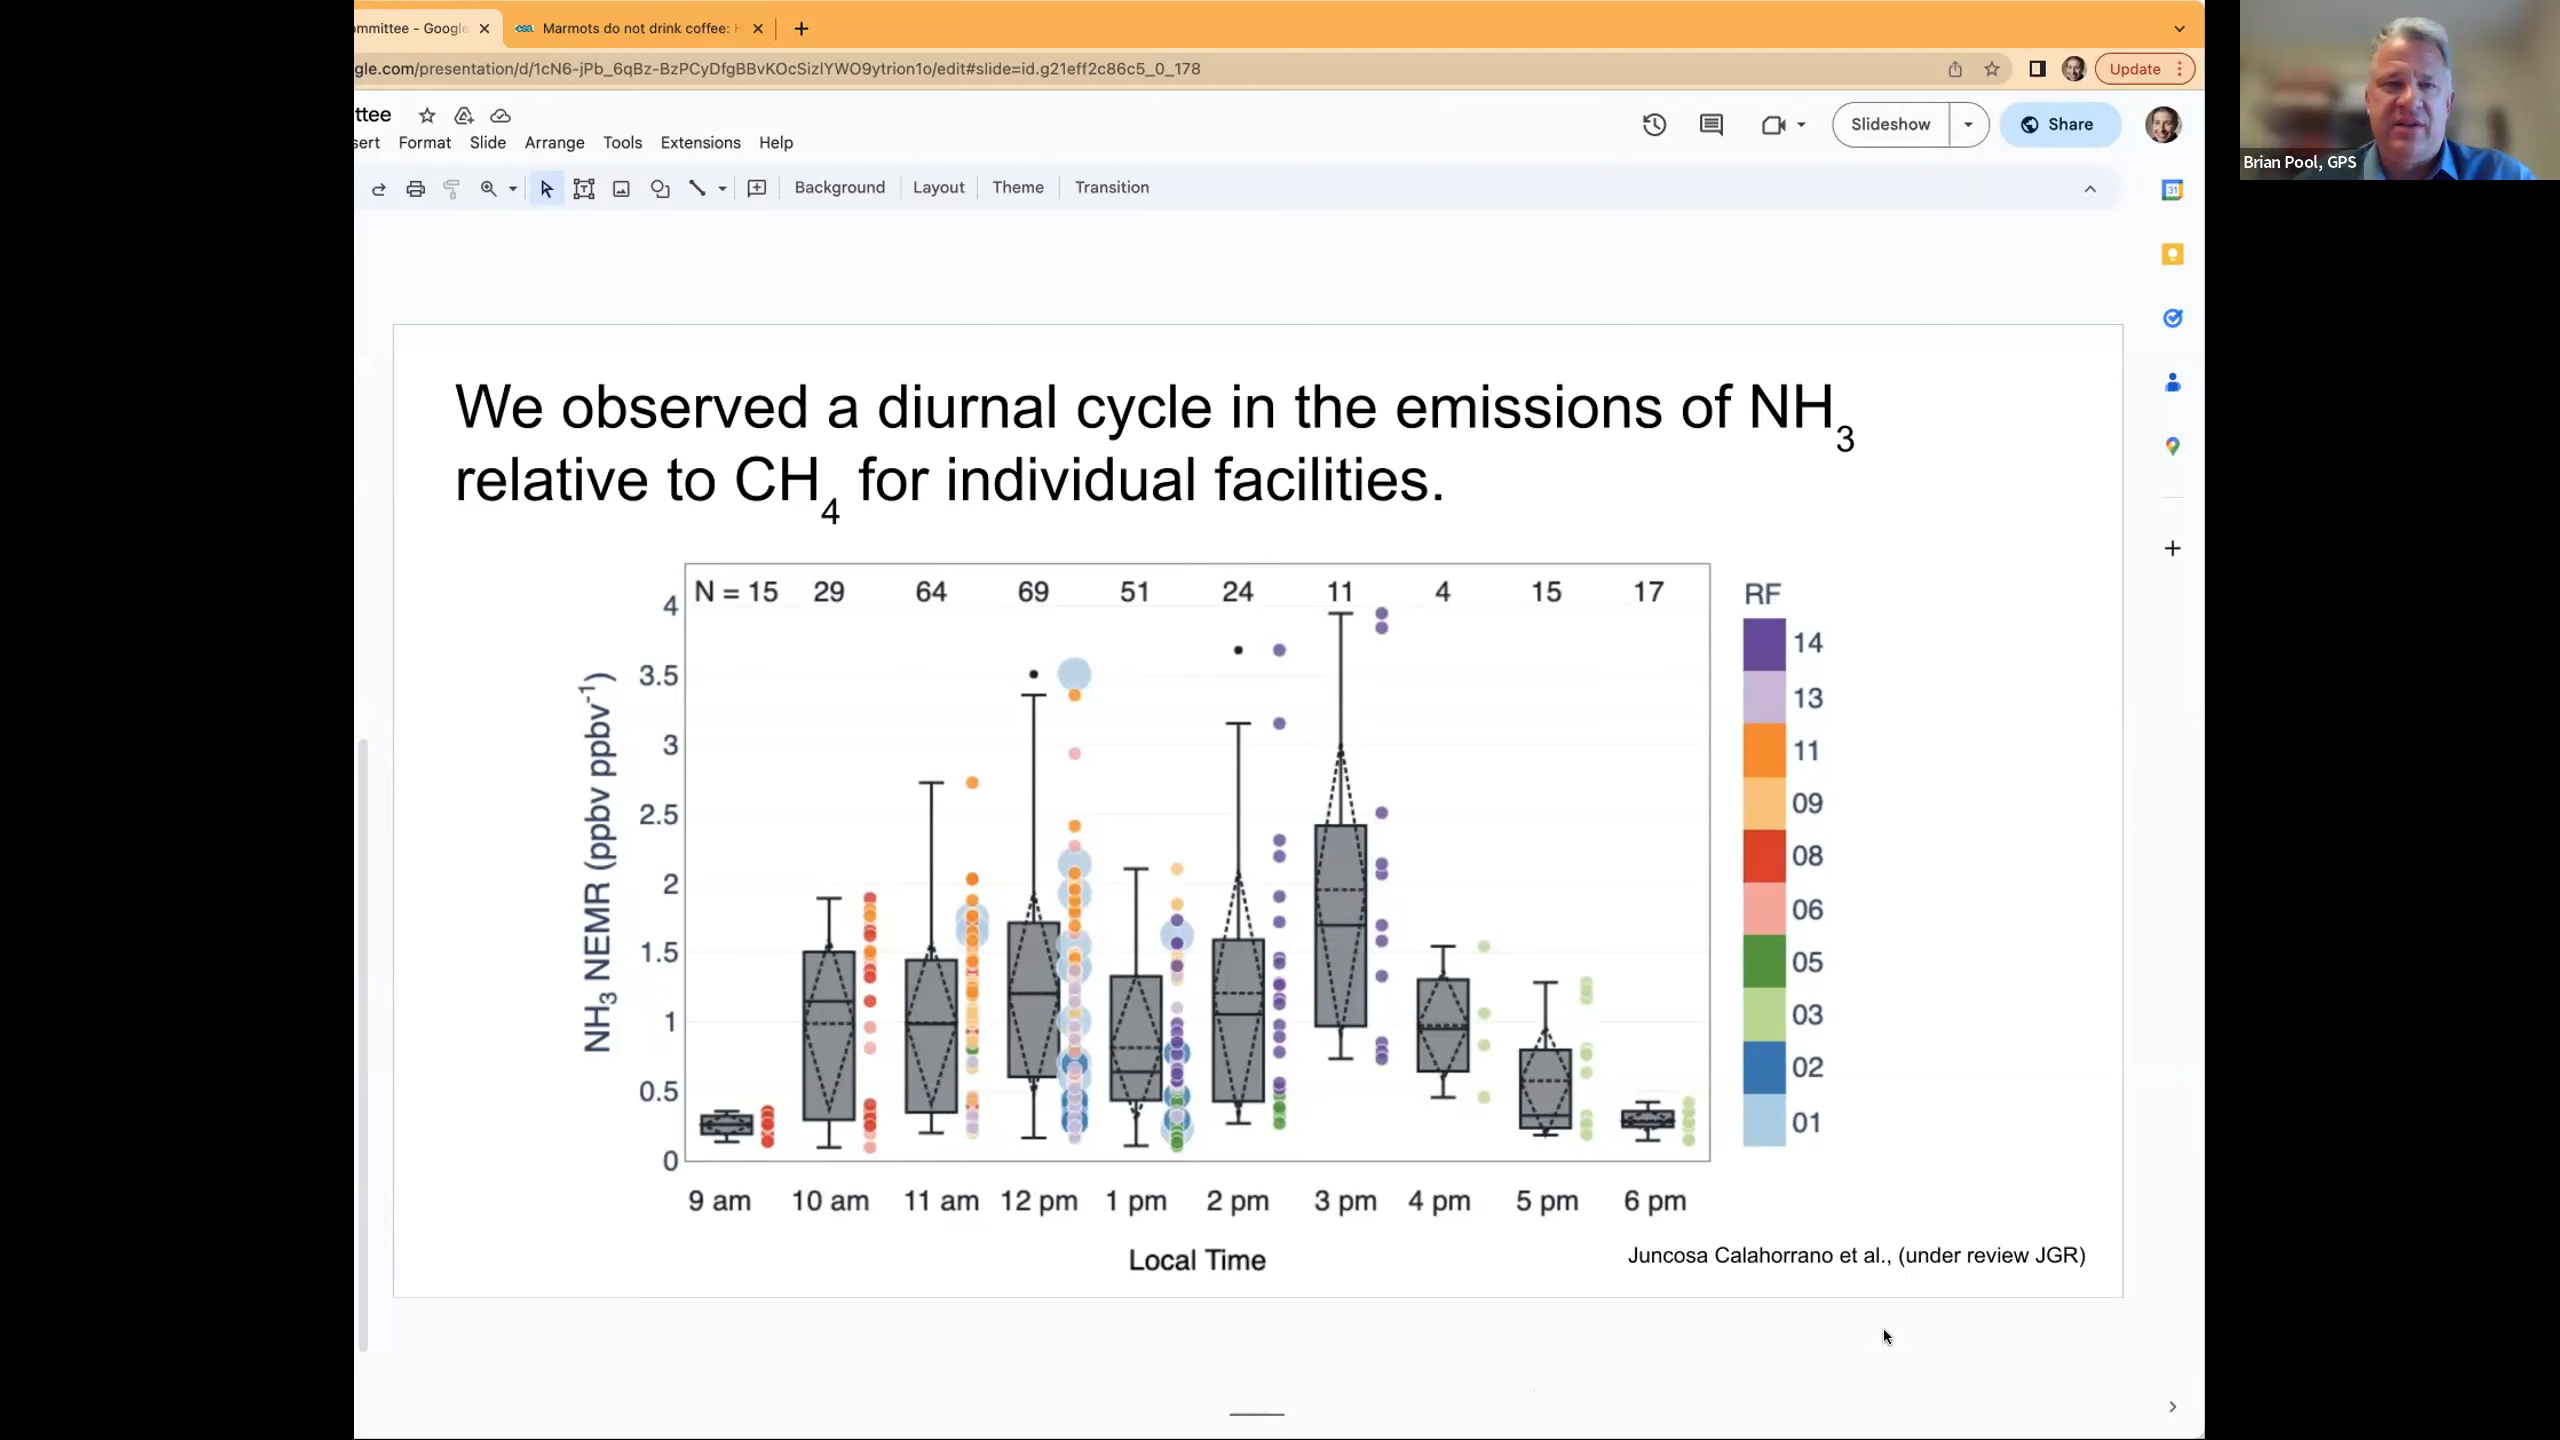 ommittee - Google
Marmots do not drink coffee: H
gle.com/presentation/d/1cN6-jPb_6qBz-BzPCyDfgBBvKOcSizlYWO9ytrion1o/edit#slide=id.g21eff2c86c5_0_178
Update
ttee
Slideshow
Share
sert Format Slide Arrange Tools Extensions Help
Background Layout Theme Transition
Brian Pool, GPS
31
We observed a diurnal cycle in the emissions of NH3
relative to CH4 for individual facilities.
N = 15 29 64 69 51 24 11 4 15 17
4
3.5
3
2.5
2
1.5
1
0.5
0
NH3 NEMR (ppbv ppbv-1)
9 am 10 am 11 am 12 pm 1 pm 2 pm 3 pm 4 pm 5 pm 6 pm
Local Time
RF
14
13
11
09
08
06
05
03
02
01
Juncosa Calahorrano et al., (under review JGR)